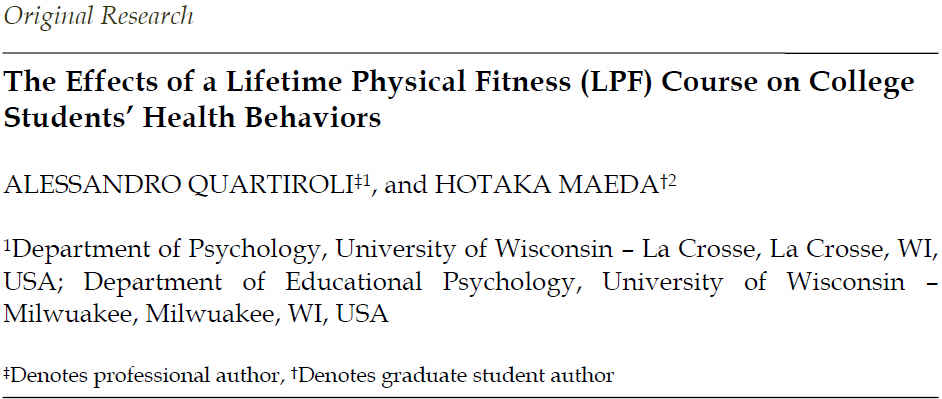 Original Research
The Effects of a Lifetime Physical Fitness (LPF) Course on College
Students’ Health Behaviors
ALESSANDRO QUARTIROLI‡1, and HOTAKA MAEDA†2
1Department of Psychology, University of Wisconsin – La Crosse, La Crosse, WI,
USA; Department of Educational Psychology, University of Wisconsin –
Milwuakee, Milwuakee, WI, USA
‡Denotes professional author, †Denotes graduate student author